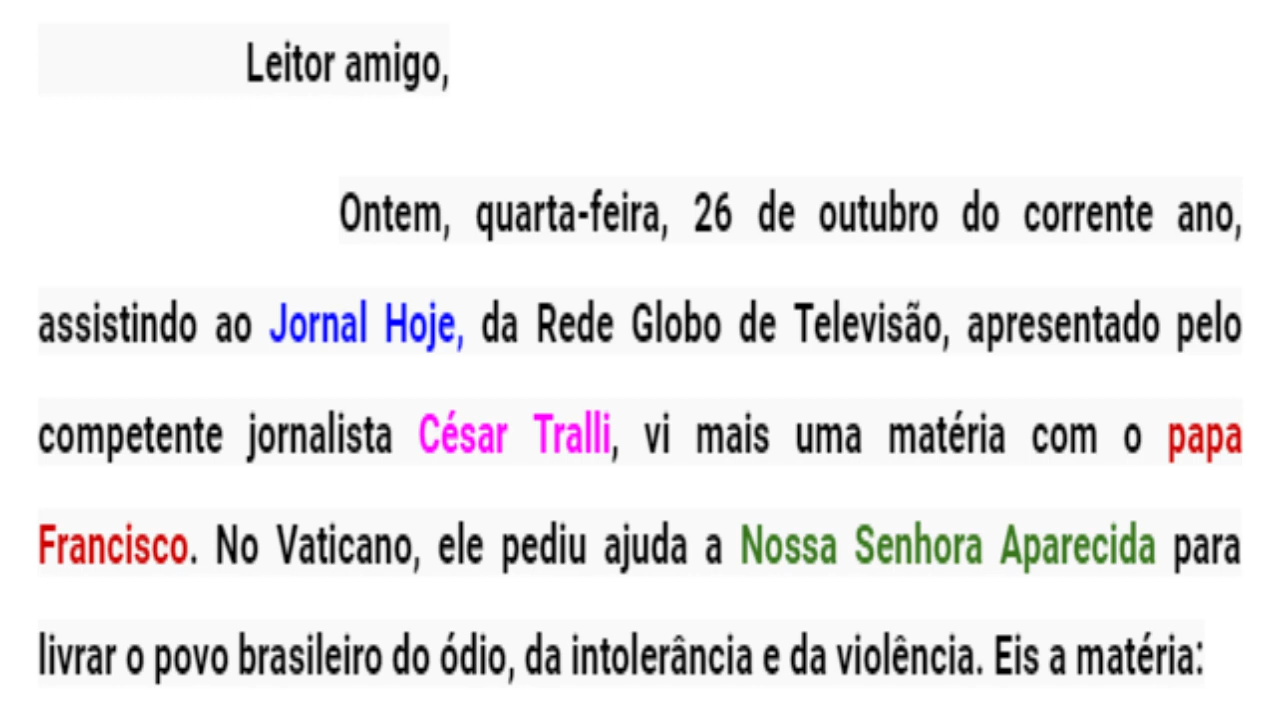 Leitor amigo,
Ontem, quarta-feira, 26 de outubro do corrente ano,
assistindo ao Jornal Hoje, da Rede Globo de Televisão, apresentado pelo
competente jornalista César Tralli, vi mais uma matéria com o papa
Francisco. No Vaticano, ele pediu ajuda a Nossa Senhora Aparecida para
livrar o povo brasileiro do ódio, da intolerância e da violência. Eis a matéria: